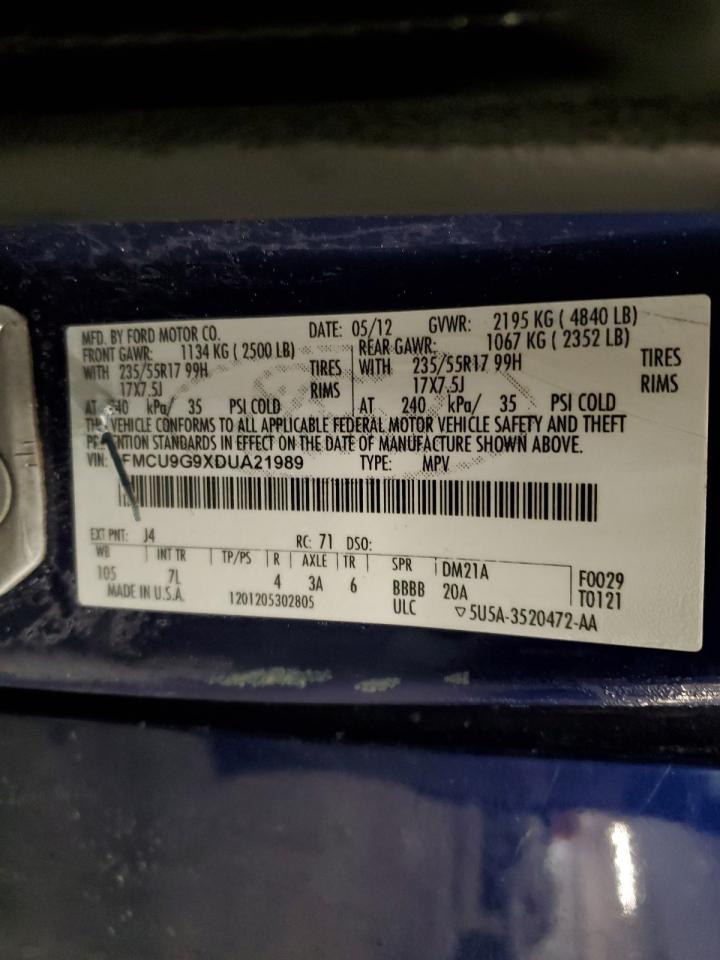 MFD. BY FORD MOTOR CO. DATE: 05/12 GVWR: 2195 KG ( 4840 LB)
FRONT GAWR: 1134 KG ( 2500 LB) REAR GAWR: 1067 KG ( 2352 LB)
WITH 235/55R17 99H TIRES WITH 235/55R17 99H TIRES
17X7.5J RIMS 17X7.5J RIMS
AT 240 kPa/ 35 PSI COLD AT 240 kPa/ 35 PSI COLD
THIS VEHICLE CONFORMS TO ALL APPLICABLE FEDERAL MOTOR VEHICLE SAFETY AND THEFT
PREVENTION STANDARDS IN EFFECT ON THE DATE OF MANUFACTURE SHOWN ABOVE.
VIN: FMCU9G9XDUA21989 TYPE: MPV
EXT PNT: J4 RC: 71 DSO:
WB INT TR TP/PS R AXLE TR SPR DM21A F0029
105 7L 4 3A 6 BBBB 20A T0121
MADE IN U.S.A. 1201205302805 ULC ▽5U5A-3520472-AA